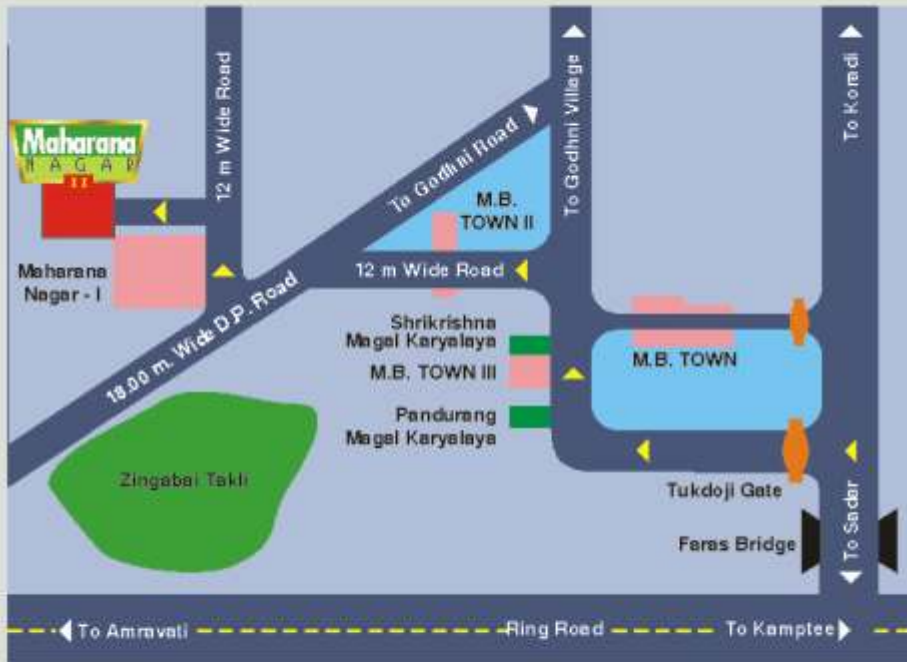 12 m Wide Road
To Godhni Village
To Koradi
Maharana
NAGAR
II
To Godhni Road
M.B.
TOWN II
Maharana
Nagar - I
12 m Wide Road
18.00 m. Wide D.P. Road
Shrikrishna
Magal Karyalaya
M.B. TOWN
M.B. TOWN III
Pandurang
Magal Karyalaya
Zingabai Takli
Tukdoji Gate
Faras Bridge
To Sadar
To Amravati
Ring Road
To Kamptee